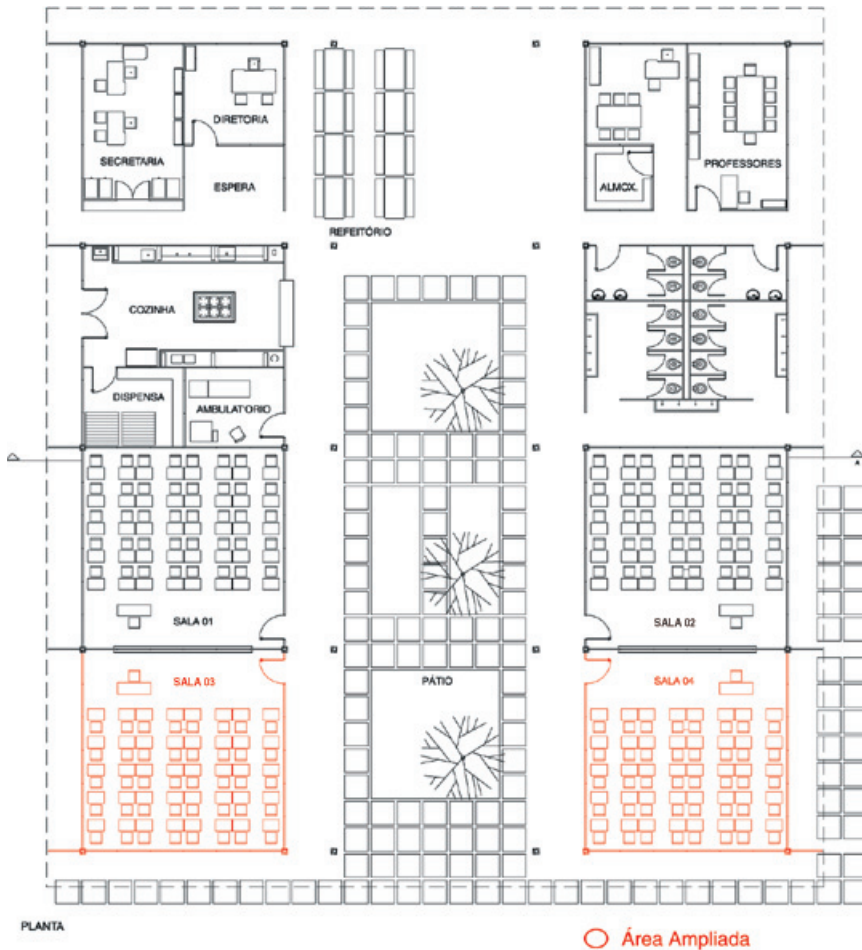 DIRETORIA
SECRETARIA
ESPERA
REFEITÓRIO
ALMOX.
PROFESSORES
COZINHA
DISPENSA
AMBULATORIO
A
SALA 01
SALA 02
SALA 03
PÁTIO
SALA 04
PLANTA
Área Ampliada